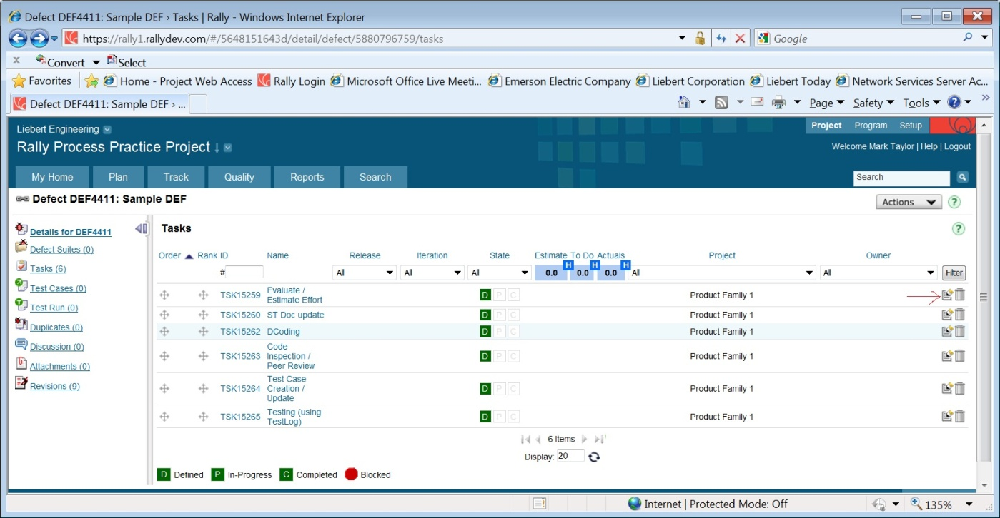 Defect DEF4411: Sample DEF › Tasks | Rally - Windows Internet Explorer
https://rally1.rallydev.com/#/5648151643d/detail/defect/5880796759/tasks
Google
x Convert Select
Favorites Home - Project Web Access Rally Login Microsoft Office Live Meeti... Emerson Electric Company Liebert Corporation Liebert Today Network Services Server Ac...
Defect DEF4411: Sample DEF › ...
Page Safety Tools »
Liebert Engineering
Project Program Setup
Rally Process Practice Project
Welcome Mark Taylor | Help | Logout
My Home Plan Track Quality Reports Search
Search
Defect DEF4411: Sample DEF
Actions ?
Details for DEF4411
Defect Suites (0)
Tasks (6)
Test Cases (0)
Test Run (0)
Duplicates (0)
Discussion (0)
Attachments (0)
Revisions (9)
Tasks ?
Order Rank ID Name Release Iteration State Estimate To Do Actuals Project Owner
H H H
# All All All 0.0 0.0 0.0 All All Filter
TSK15259 Evaluate / D P C Product Family 1
Estimate Effort
TSK15260 ST Doc update D P C Product Family 1
TSK15262 DCoding D P C Product Family 1
Code
TSK15263 Inspection / D P C Product Family 1
Peer Review
Test Case
TSK15264 Creation / D P C Product Family 1
Update
TSK15265 Testing (using D P C Product Family 1
TestLog)
6 Items
Display: 20
D Defined P In-Progress C Completed Blocked
Internet | Protected Mode: Off
135%